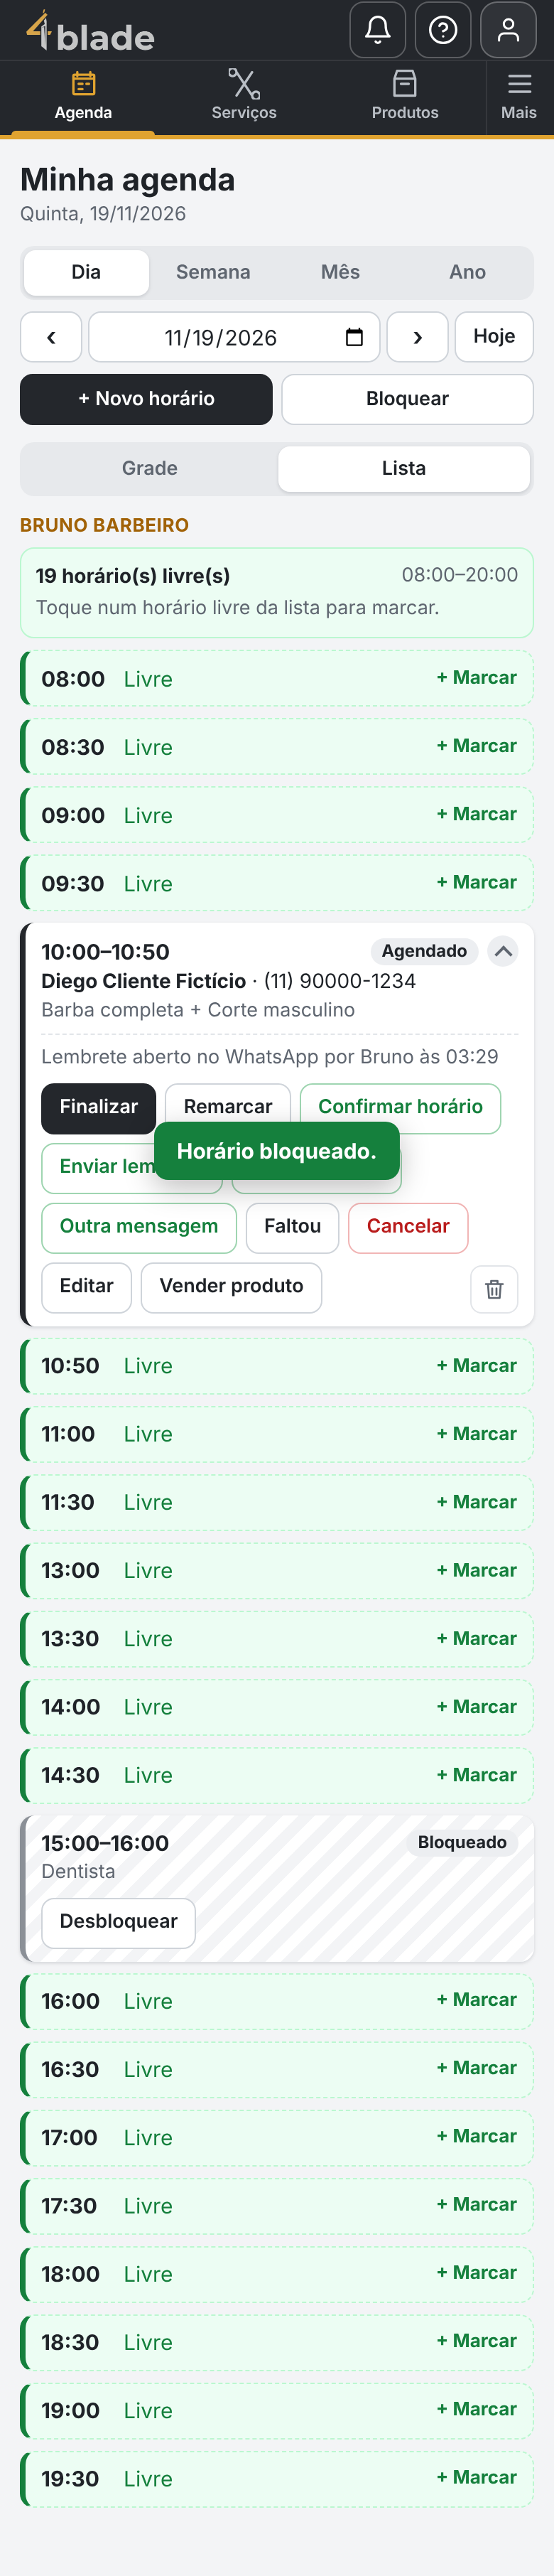 4blade
Agenda
Serviços
Produtos
Mais
Minha agenda
Quinta, 19/11/2026
Dia
Semana
Mês
Ano
‹
11/19/2026
›
Hoje
+ Novo horário
Bloquear
Grade
Lista
BRUNO BARBEIRO
19 horário(s) livre(s) 08:00–20:00
Toque num horário livre da lista para marcar.
08:00 Livre + Marcar
08:30 Livre + Marcar
09:00 Livre + Marcar
09:30 Livre + Marcar
10:00–10:50 Agendado
Diego Cliente Fictício · (11) 90000-1234
Barba completa + Corte masculino
Lembrete aberto no WhatsApp por Bruno às 03:29
Finalizar Remarcar Confirmar horário
Horário bloqueado.
Enviar
Outra mensagem Faltou Cancelar
Editar Vender produto
10:50 Livre + Marcar
11:00 Livre + Marcar
11:30 Livre + Marcar
13:00 Livre + Marcar
13:30 Livre + Marcar
14:00 Livre + Marcar
14:30 Livre + Marcar
15:00–16:00 Bloqueado
Dentista
Desbloquear
16:00 Livre + Marcar
16:30 Livre + Marcar
17:00 Livre + Marcar
17:30 Livre + Marcar
18:00 Livre + Marcar
18:30 Livre + Marcar
19:00 Livre + Marcar
19:30 Livre + Marcar